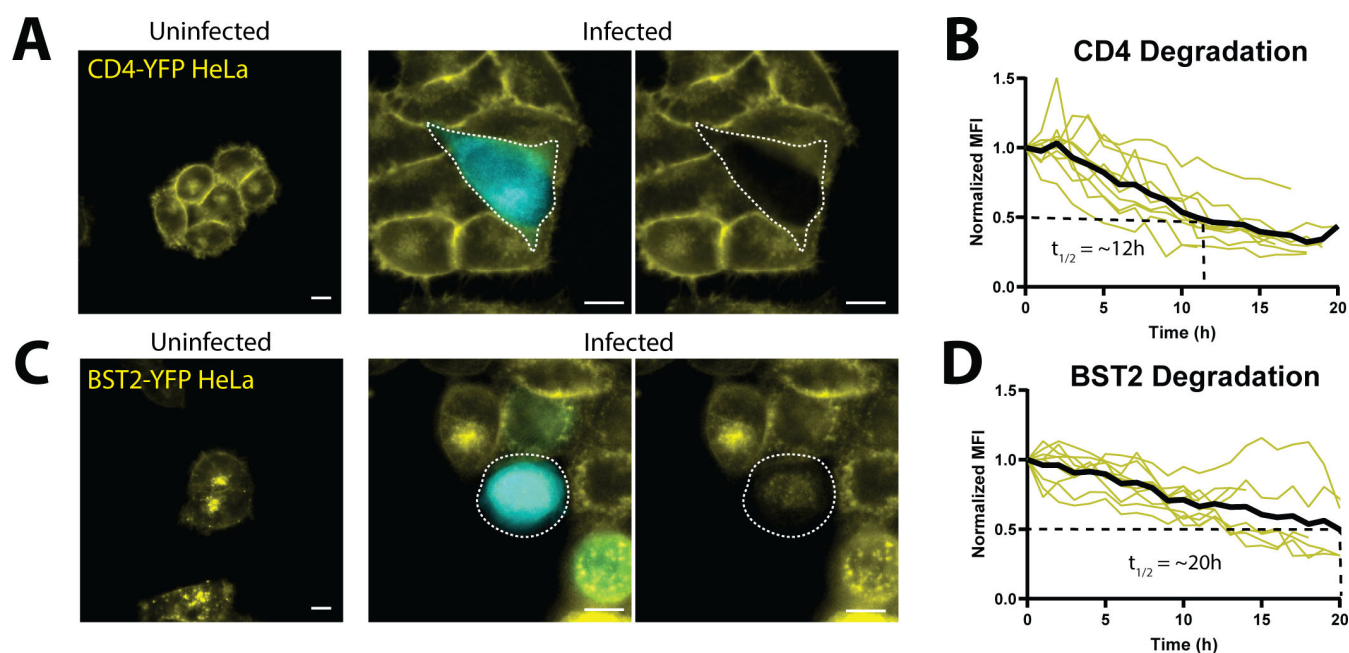 A
Uninfected
Infected
CD4-YFP HeLa
B
CD4 Degradation
Normalized MFI
1.5
1.0
0.5
0.0
t1/2 = ~12h
0
5
10
15
20
Time (h)
C
Uninfected
Infected
BST2-YFP HeLa
D
BST2 Degradation
Normalized MFI
1.5
1.0
0.5
0.0
t1/2 = ~20h
0
5
10
15
20
Time (h)